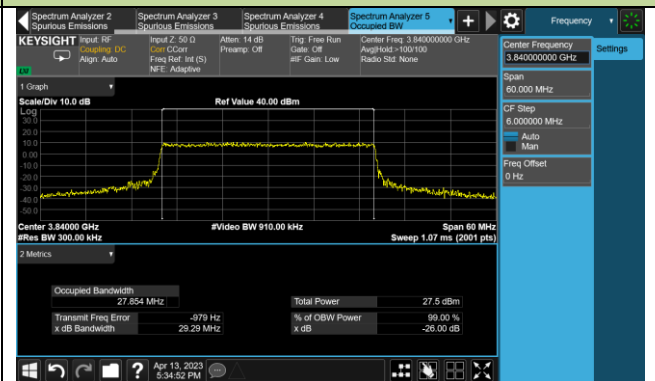 Spectrum Analyzer 2
Spurious Emissions
Spectrum Analyzer 3
Spurious Emissions
Spectrum Analyzer 4
Spurious Emissions
Spectrum Analyzer 5
Occupied BW
Frequency
KEYSIGHT
Input: RF
Coupling: DC
Align: Auto
Input Z: 50 Ω
Corr CCorr
Freq Ref: Int (S)
NFE: Adaptive
Atten: 14 dB
Preamp: Off
Trig: Free Run
Gate: Off
#IF Gain: Low
Center Freq: 3.840000000 GHz
Avg|Hold:>100/100
Radio Std: None
Center Frequency
3.840000000 GHz
Settings
Span
60.000 MHz
CF Step
6.000000 MHz
Auto
Man
Freq Offset
0 Hz
1 Graph
Scale/Div 10.0 dB
Ref Value 40.00 dBm
Log
30.0
20.0
10.0
0.00
-10.0
-20.0
-30.0
-40.0
-50.0
Center 3.84000 GHz
#Video BW 910.00 kHz
Span 60 MHz
#Res BW 300.00 kHz
Sweep 1.07 ms (2001 pts)
2 Metrics
Occupied Bandwidth
27.854 MHz
Total Power
27.5 dBm
Transmit Freq Error
-979 Hz
% of OBW Power
99.00 %
x dB Bandwidth
29.29 MHz
x dB
-26.00 dB
?
Apr 13, 2023
5:34:52 PM